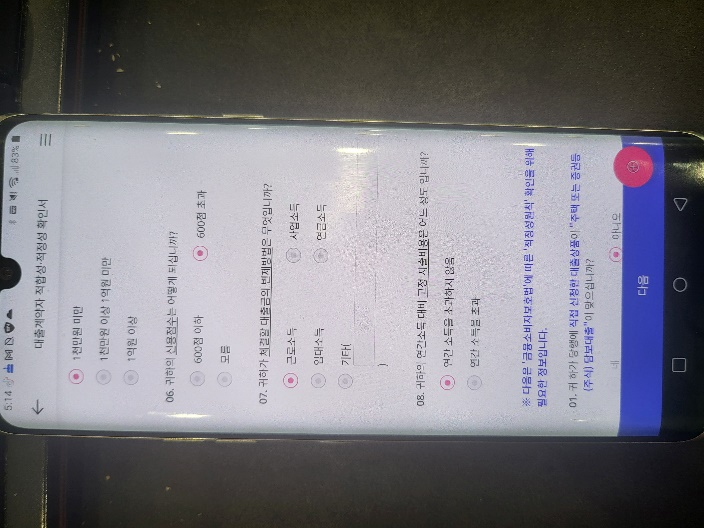 5:14
83%
대출계약자 적합성·적정성 확인서
1천만원 미만
1천만원 이상 1억원 미만
1억원 이상
06. 귀하의 신용점수는 어떻게 되십니까?
600점 이하
600점 초과
모름
07. 귀하가 체결할 대출금의 변제방법은 무엇입니까?
근로소득
사업소득
임대소득
연금소득
기타(
)
08. 귀하의 연간소득 대비 고정 지출비용은 어느 정도 입니까?
연간 소득을 초과하지 않음
연간 소득을 초과
※ 다음은 '금융소비자보호법'에 따른 '적정성원칙' 확인을 위해
필요한 정보입니다.
01. 귀 하가 당행에 직접 신청한 대출상품이 "주택 또는 증권등
(주식) 담보대출"이 맞으십니까?
예
아니오
다음